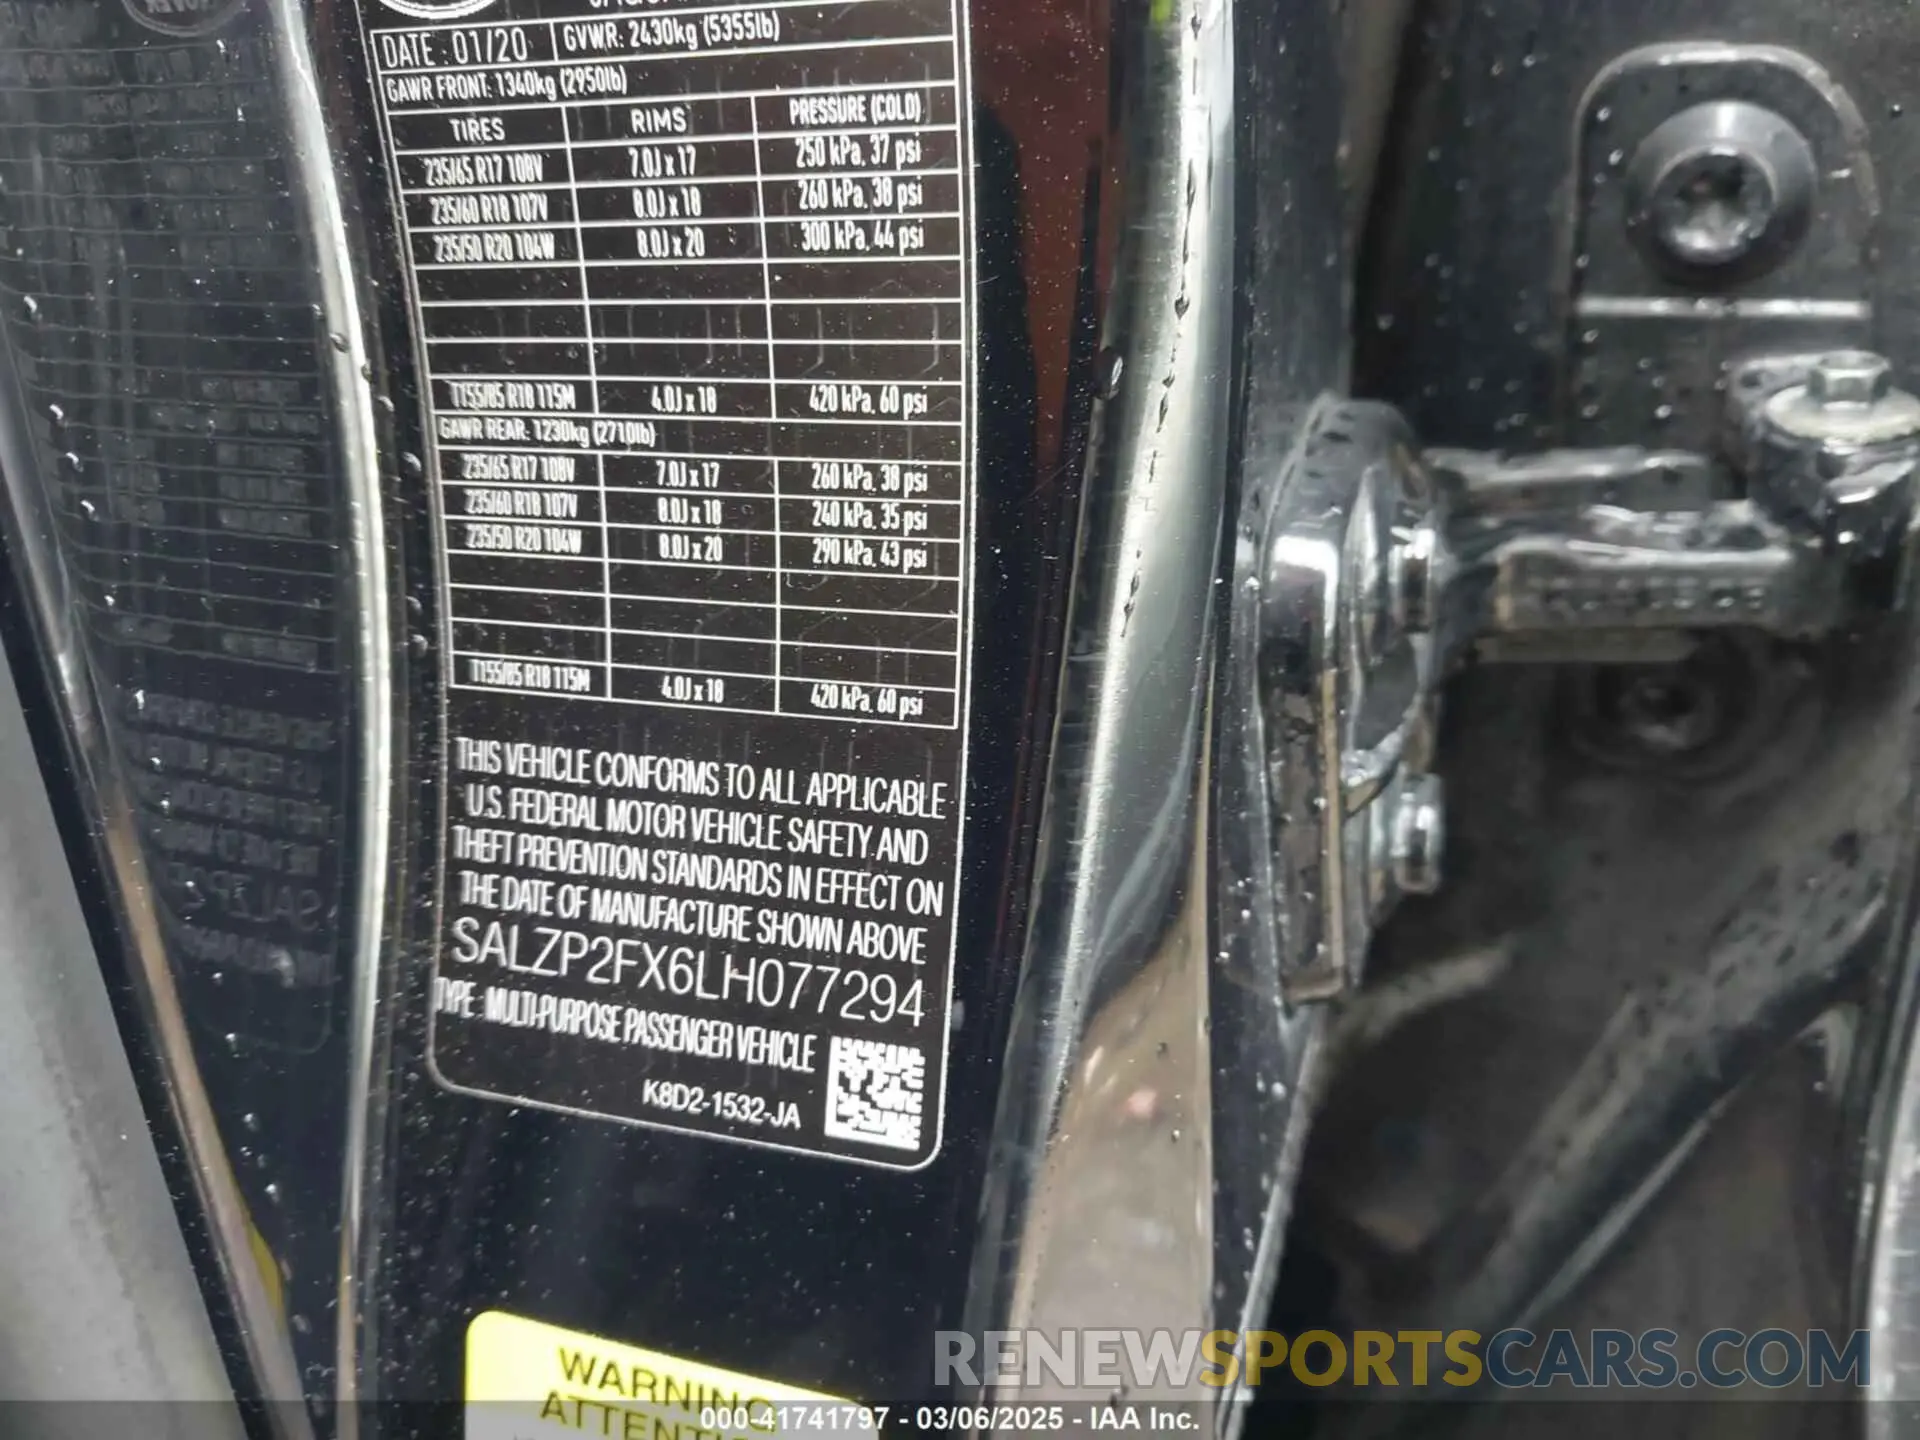 DATE : 01/20 GVWR: 2430kg (5355lb)
GAWR FRONT: 1340kg (2950lb)
TIRES RIMS PRESSURE (COLD)
235/65 R17 108V 7.0J x 17 250 kPa, 37 psi
235/60 R18 107V 8.0J x 18 260 kPa, 38 psi
235/50 R20 104W 8.0J x 20 300 kPa, 44 psi
T155/85 R18 115M 4.0J x 18 420 kPa, 60 psi
GAWR REAR: 1230kg (2710lb)
235/65 R17 108V 7.0J x 17 260 kPa, 38 psi
235/60 R18 107V 8.0J x 18 240 kPa, 35 psi
235/50 R20 104W 8.0J x 20 290 kPa, 43 psi
T155/85 R18 115M 4.0J x 18 420 kPa, 60 psi
THIS VEHICLE CONFORMS TO ALL APPLICABLE
U.S. FEDERAL MOTOR VEHICLE SAFETY AND
THEFT PREVENTION STANDARDS IN EFFECT ON
THE DATE OF MANUFACTURE SHOWN ABOVE
SALZP2FX6LH077294
TYPE : MULTI-PURPOSE PASSENGER VEHICLE
K8D2-1532-JA
WARNING
RENEWSPORTSCARS.COM
000-41741797 - 03/06/2025 - IAA Inc.